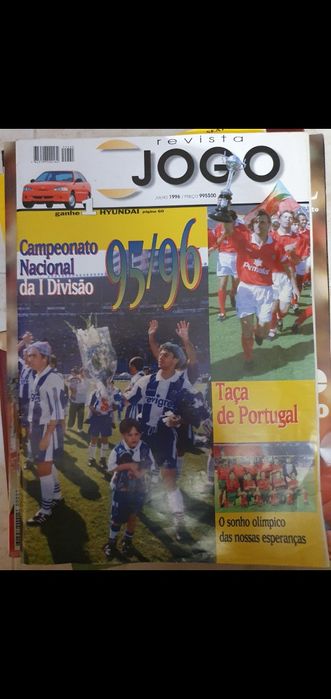 revista
JOGO
JULHO 1996 / PREÇO 995$00
ganhe 1 HYUNDAI página 60
Campeonato
Nacional
da I Divisão
95/96
Taça
de Portugal
O sonho olímpico
das nossas esperanças